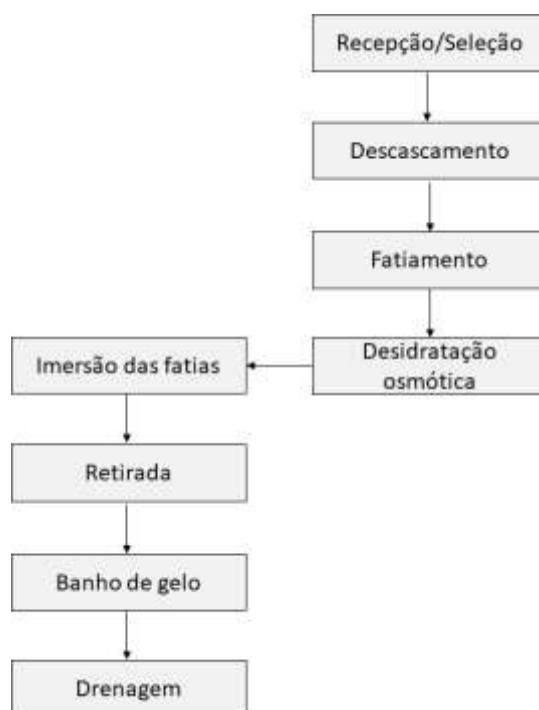 Recepção/Seleção
Descascamento
Fatiamento
Desidratação
osmótica
Imersão das fatias
Retirada
Banho de gelo
Drenagem